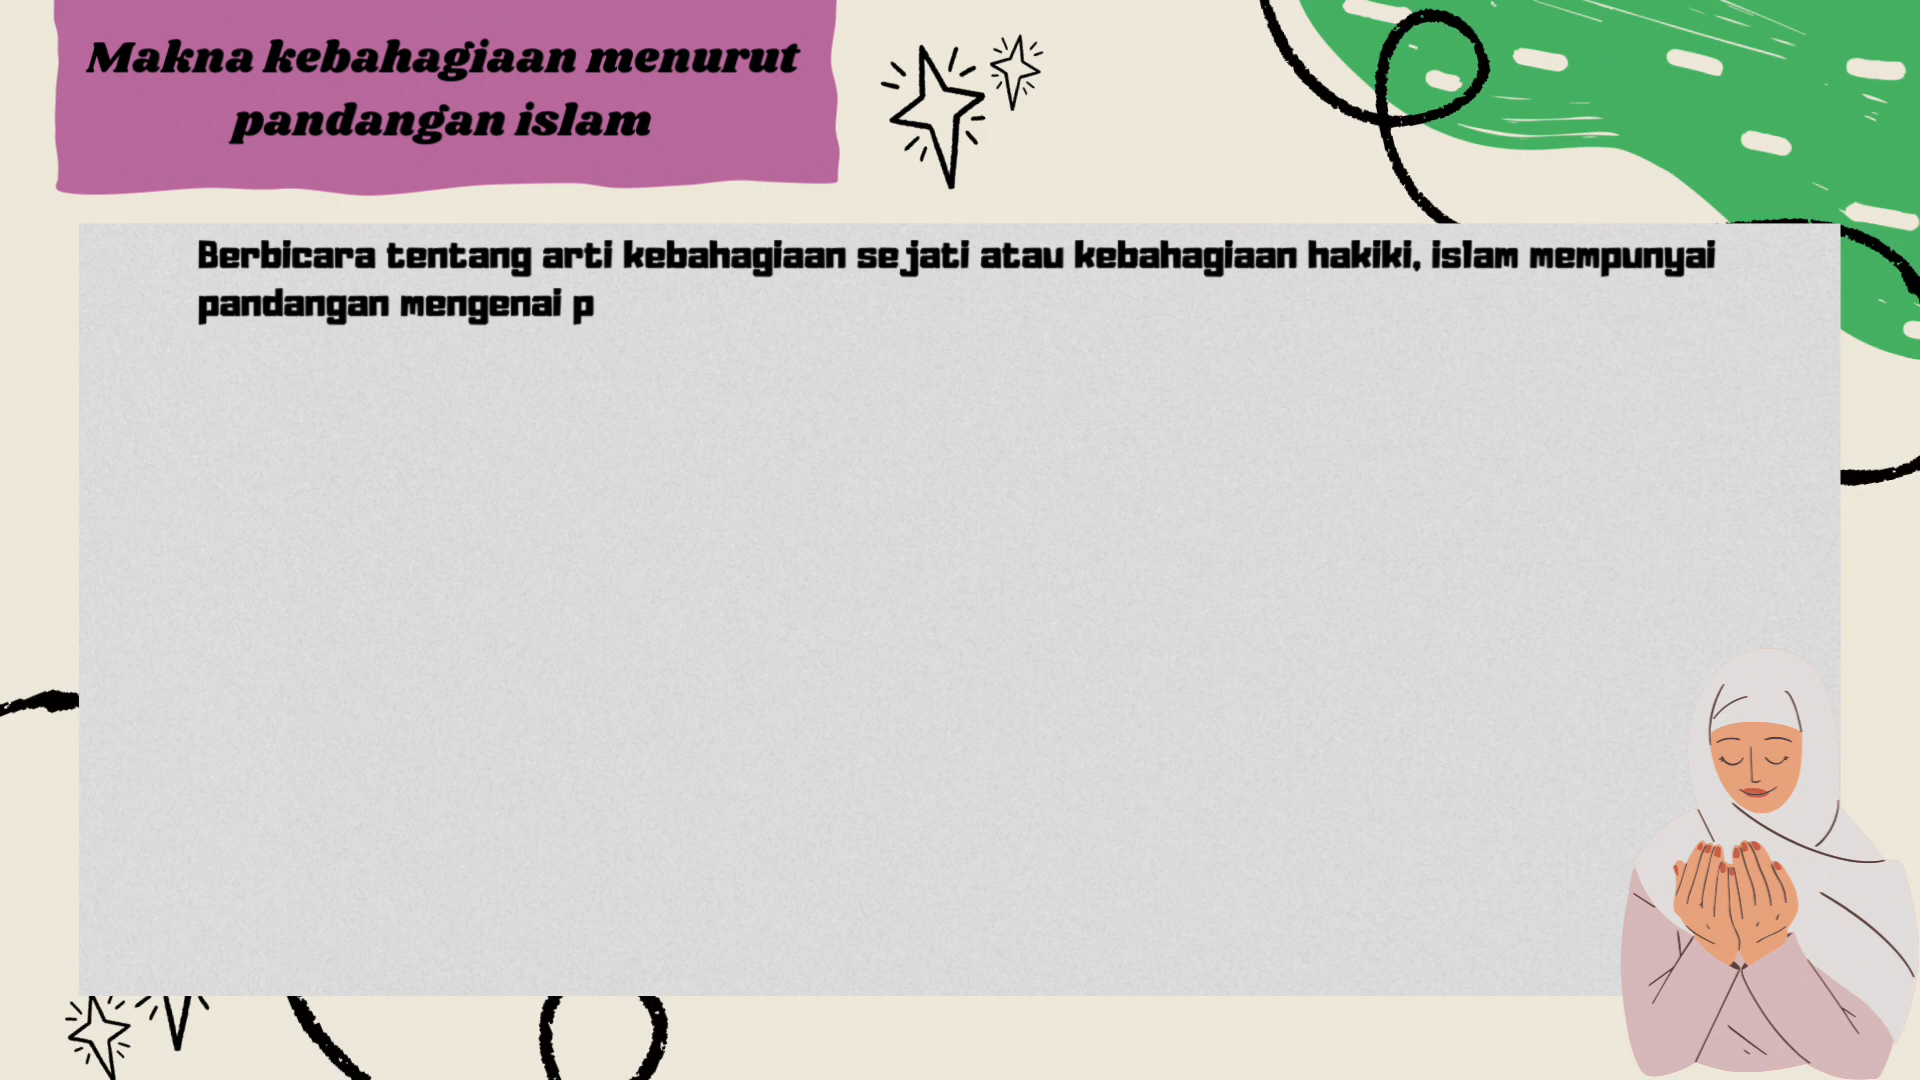 Makna kebahagiaan menurut
pandangan islam
Berbicara tentang arti kebahagiaan sejati atau kebahagiaan hakiki, islam mempunyai
pandangan mengenai p